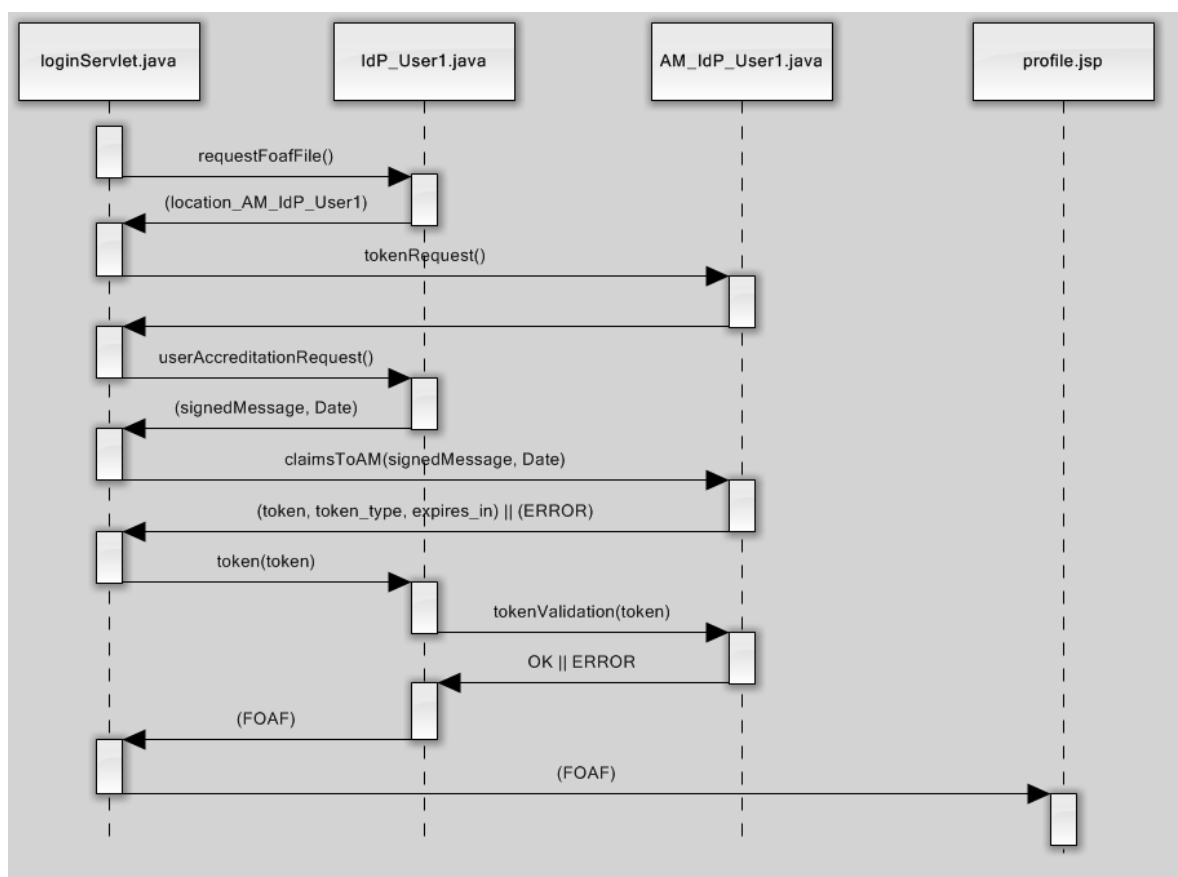 loginServlet.java
IdP_User1.java
AM_IdP_User1.java
profile.jsp
requestFoafFile()
(location_AM_IdP_User1)
tokenRequest()
userAccreditationRequest()
(signedMessage, Date)
claimsToAM(signedMessage, Date)
(token, token_type, expires_in) || (ERROR)
token(token)
tokenValidation(token)
OK || ERROR
(FOAF)
(FOAF)